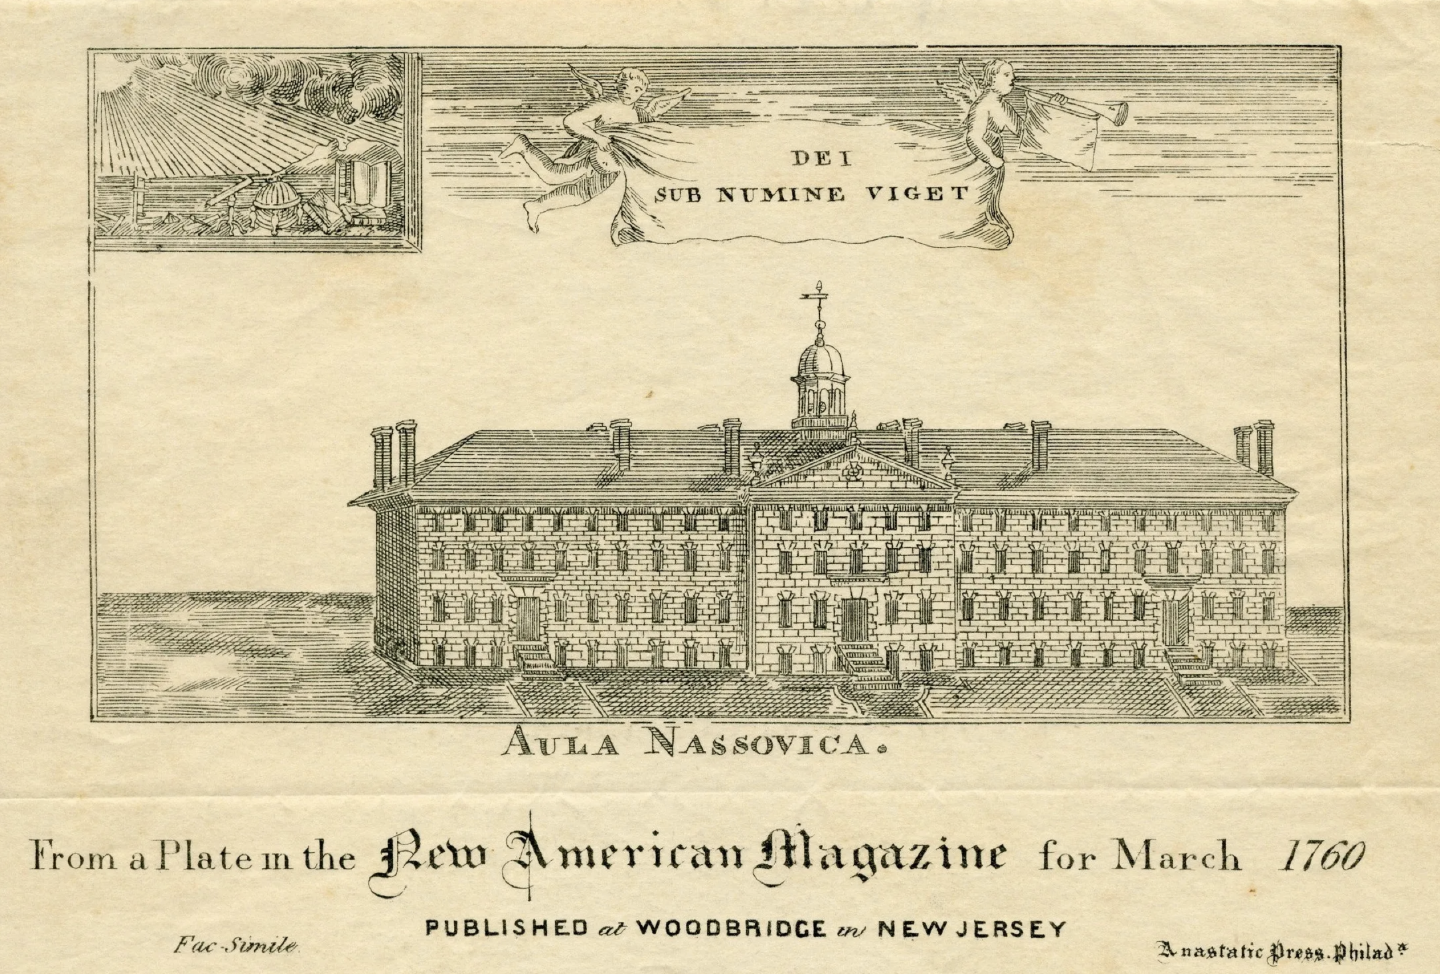 DEI
SUB NUMINE VIGET
AULA NASSOVICA.
From a Plate in the New American Magazine for March 1760
PUBLISHED at WOODBRIDGE in NEW JERSEY
Fac-Simile
Anastatic Press. Philadª